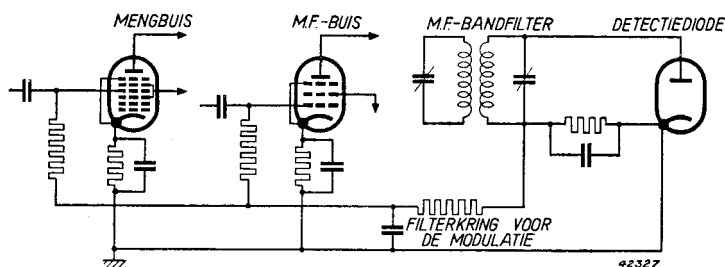 MENGBUIS
M.F.-BUIS
M.F.-BANDFILTER
DETECTIEDIODE
FILTERKRING VOOR
DE MODULATIE
42327